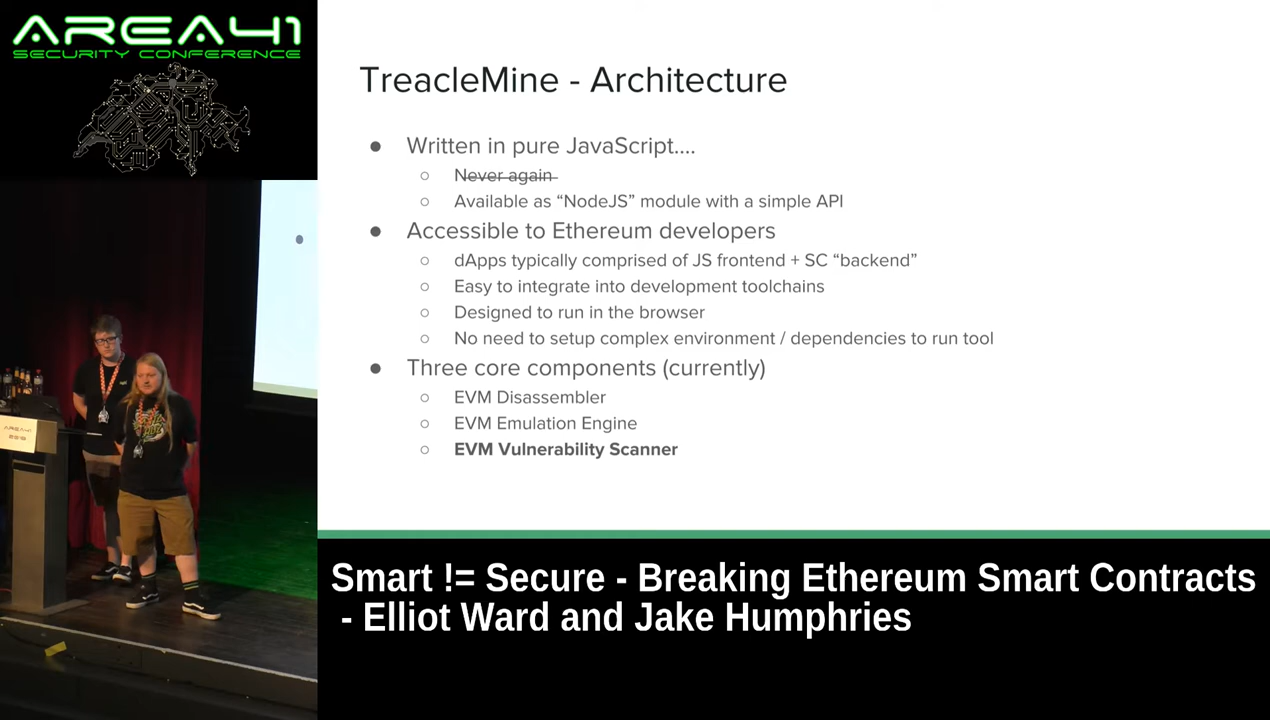 AREA41
SECURITY CONFERENCE
TreacleMine - Architecture
Written in pure JavaScript....
Never again
Available as “NodeJS” module with a simple API
Accessible to Ethereum developers
dApps typically comprised of JS frontend + SC “backend”
Easy to integrate into development toolchains
Designed to run in the browser
No need to setup complex environment / dependencies to run tool
Three core components (currently)
EVM Disassembler
EVM Emulation Engine
EVM Vulnerability Scanner
AREA41
Smart != Secure - Breaking Ethereum Smart Contracts
- Elliot Ward and Jake Humphries